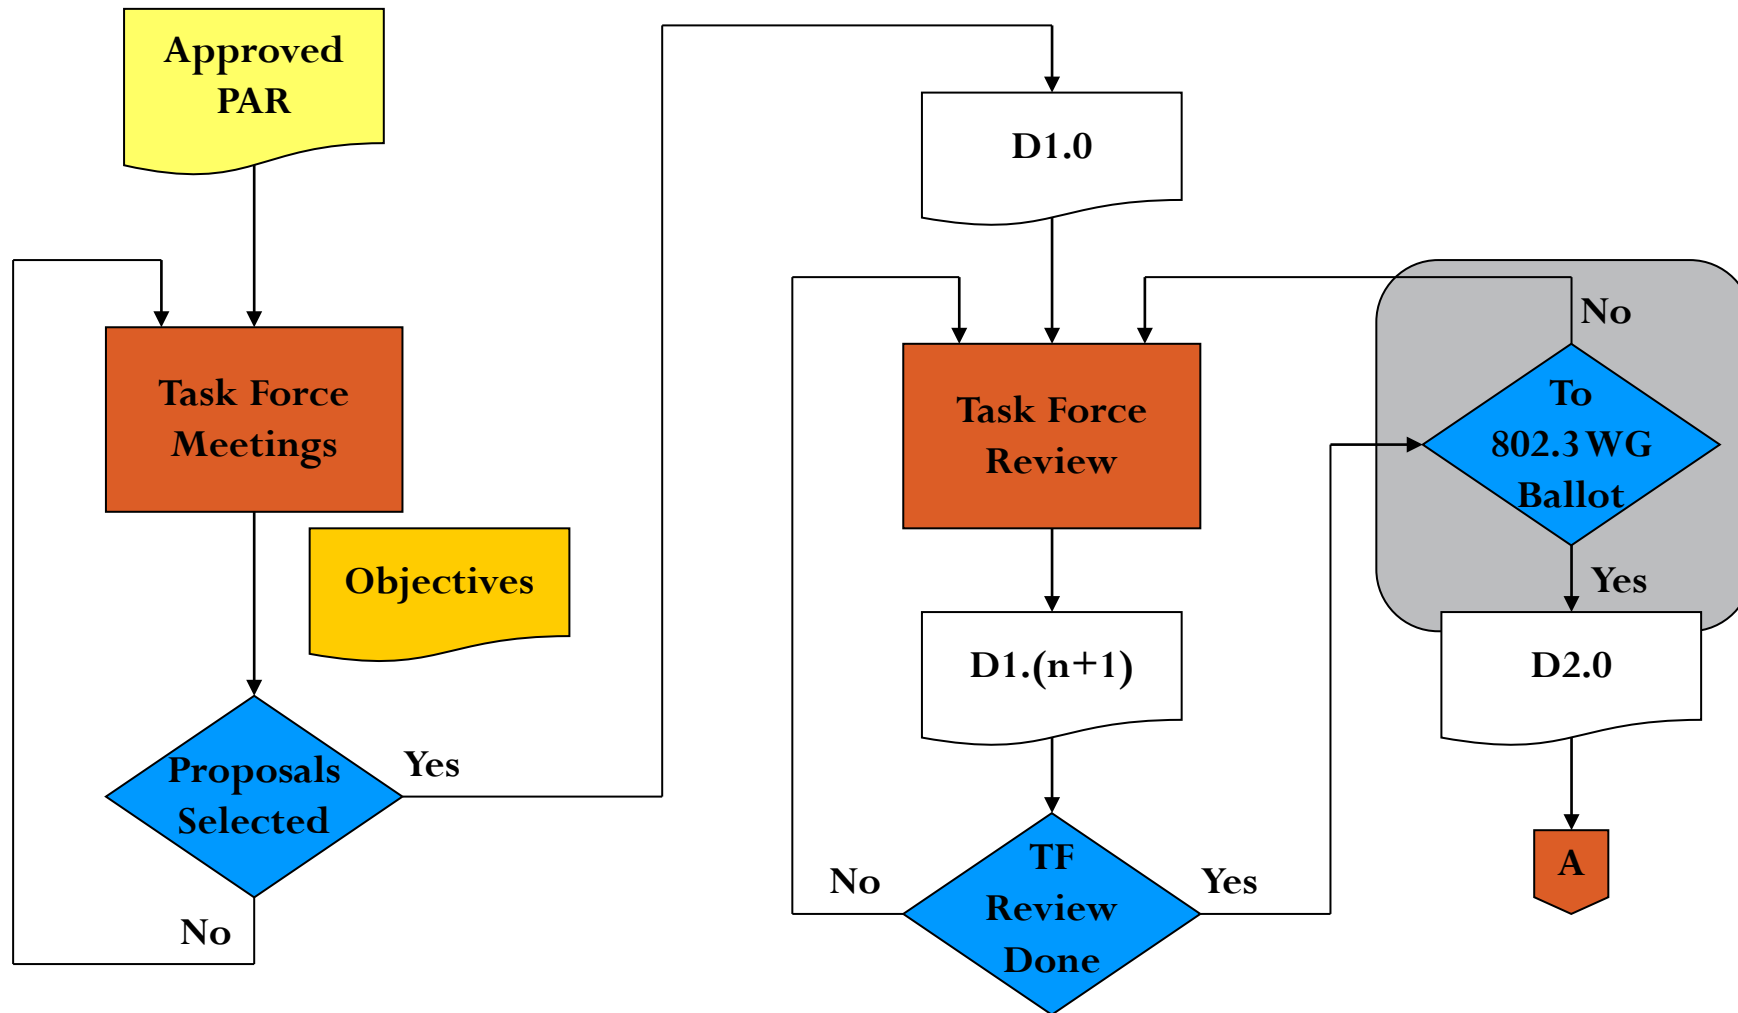 Approved
PAR
Task Force
Meetings
Objectives
Proposals
Selected
Yes
No
D1.0
Task Force
Review
D1.(n+1)
TF
Review
Done
No
Yes
No
To
802.3 WG
Ballot
Yes
D2.0
A